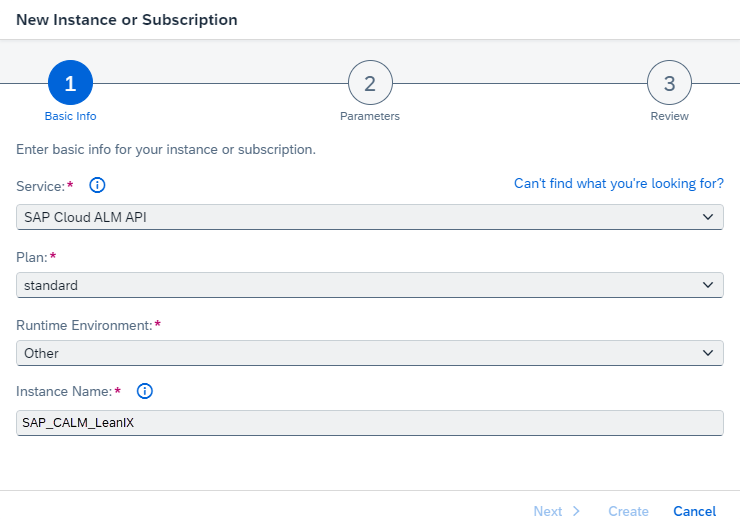 New Instance or Subscription
1
2
3
Basic Info
Parameters
Review
Enter basic info for your instance or subscription.
Service:*
Can't find what you're looking for?
SAP Cloud ALM API
Plan:*
standard
Runtime Environment:*
Other
Instance Name:*
SAP_CALM_LeanIX
Next Create Cancel